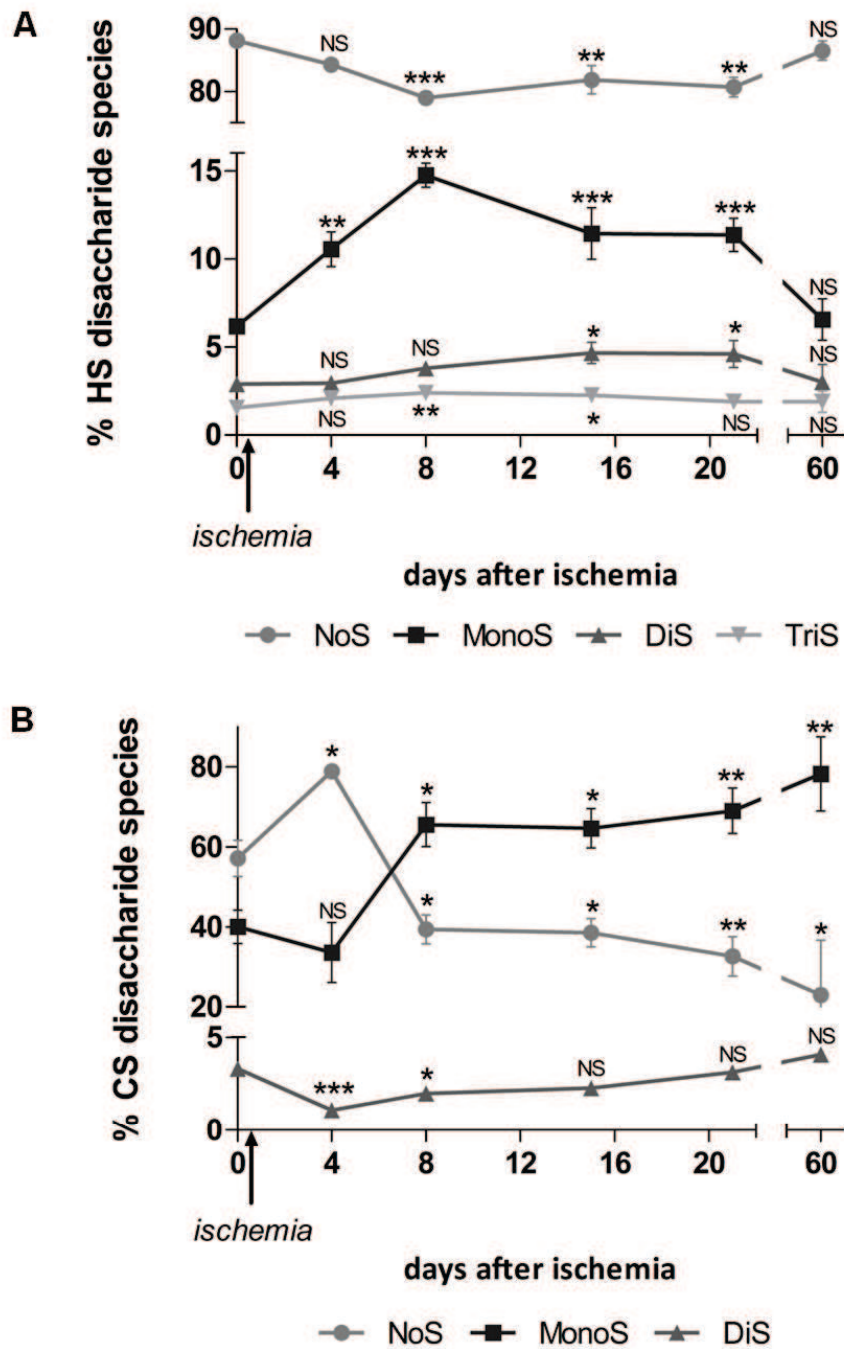 A
% HS disaccharide species
90
NS
NS
***
**
**
80
15
***
***
***
**
10
NS
5
NS
NS
*
*
NS
NS
**
*
NS
NS
0
0 4 8 12 16 20 60
ischemia
days after ischemia
NoS MonoS DiS TriS
B
% CS disaccharide species
80
*
*
*
**
**
60
40
NS
*
*
**
*
20
5
***
*
NS
NS
NS
0
0 4 8 12 16 20 60
ischemia
days after ischemia
NoS MonoS DiS